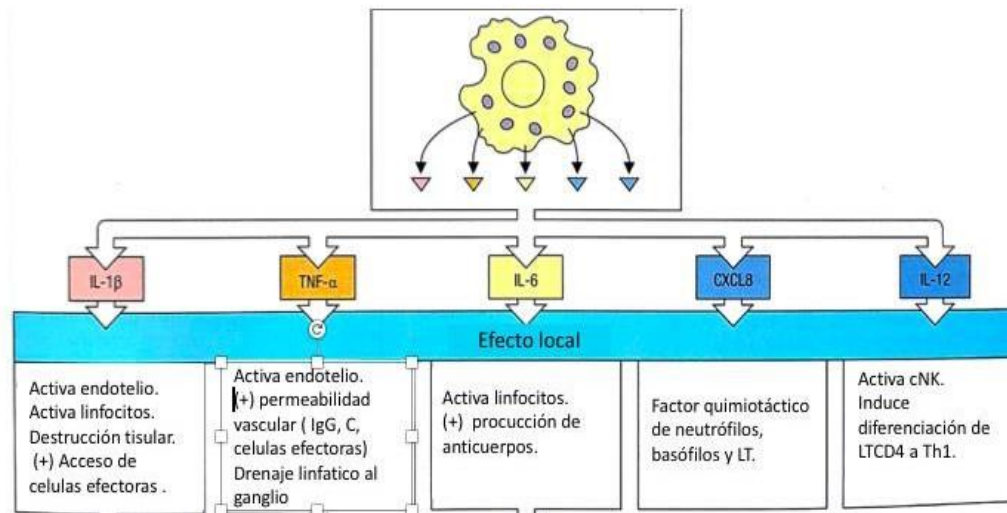 IL-1β
TNF-α
IL-6
CXCL8
IL-12
Efecto local
Activa endotelio.
Activa linfocitos.
Destrucción tisular.
(+) Acceso de
celulas efectoras .
Activa endotelio.
(+) permeabilidad
vascular ( IgG, C,
celulas efectoras)
Drenaje linfatico al
ganglio
Activa linfocitos.
(+) procucción de
anticuerpos.
Factor quimiotáctico
de neutrófilos,
basófilos y LT.
Activa cNK.
Induce
diferenciación de
LTCD4 a Th1.